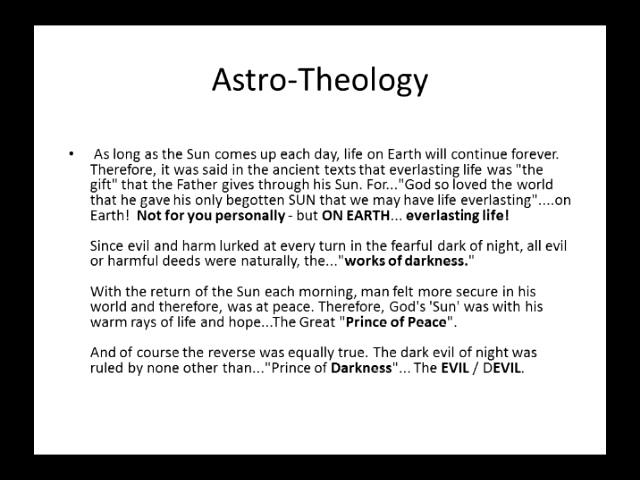 Astro-Theology
• As long as the Sun comes up each day, life on Earth will continue forever.
Therefore, it was said in the ancient texts that everlasting life was "the
gift" that the Father gives through his Sun. For..."God so loved the world
that he gave his only begotten SUN that we may have life everlasting"....on
Earth! Not for you personally - but ON EARTH... everlasting life!
Since evil and harm lurked at every turn in the fearful dark of night, all evil
or harmful deeds were naturally, the..."works of darkness."
With the return of the Sun each morning, man felt more secure in his
world and therefore, was at peace. Therefore, God's 'Sun' was with his
warm rays of life and hope...The Great "Prince of Peace".
And of course the reverse was equally true. The dark evil of night was
ruled by none other than..."Prince of Darkness"... The EVIL / DEVIL.